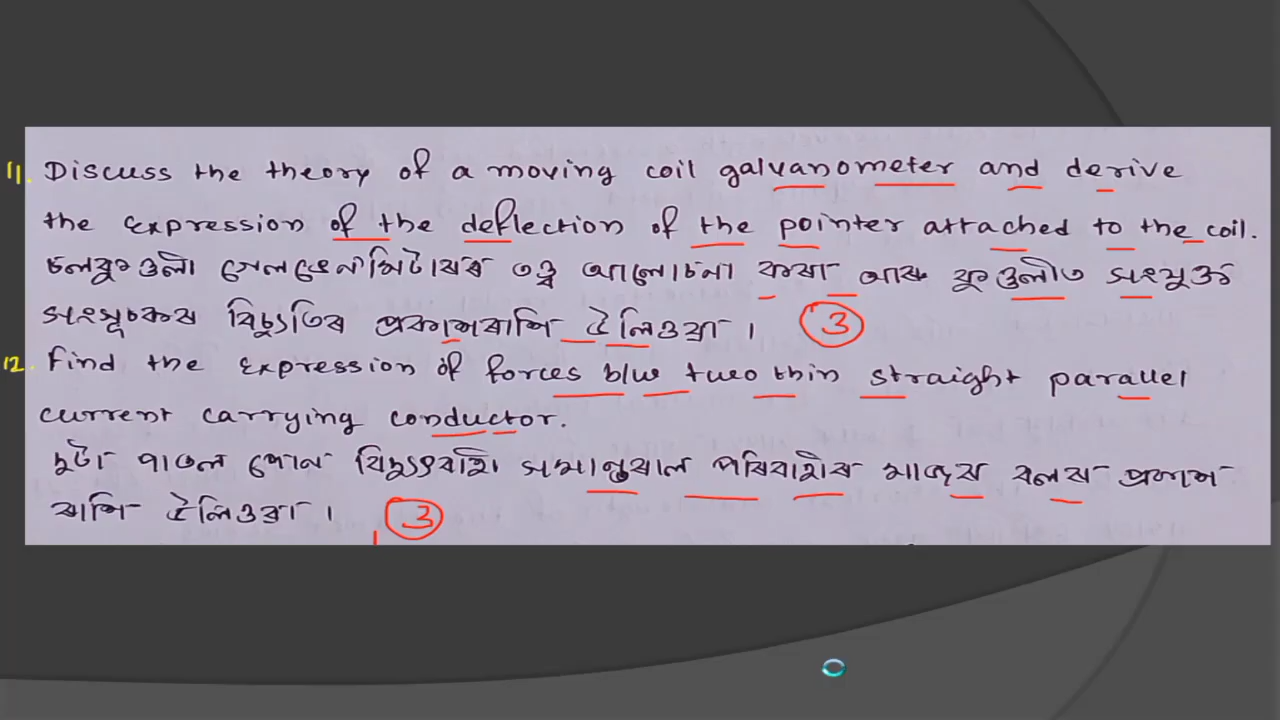 11. Discuss the theory of a moving coil galvanometer and derive
the expression of the deflection of the pointer attached to the coil.
চলকুণ্ডলী গেলভেনোমিটাৰৰ তত্ত্ব আলোচনা কৰা আৰু কুণ্ডলীত সংযুক্ত
সংসূচকৰ বিচ্যুতিৰ প্ৰকাশৰাশি উলিওৱা । 3
12. Find the expression of forces b/w two thin straight parallel
current carrying conductor.
দুটা পাতল পোন বিদ্যুৎবাহী সমান্তৰাল পৰিবাহীৰ মাজৰ বলৰ প্ৰকাশ
ৰাশি উলিওৱা । 3